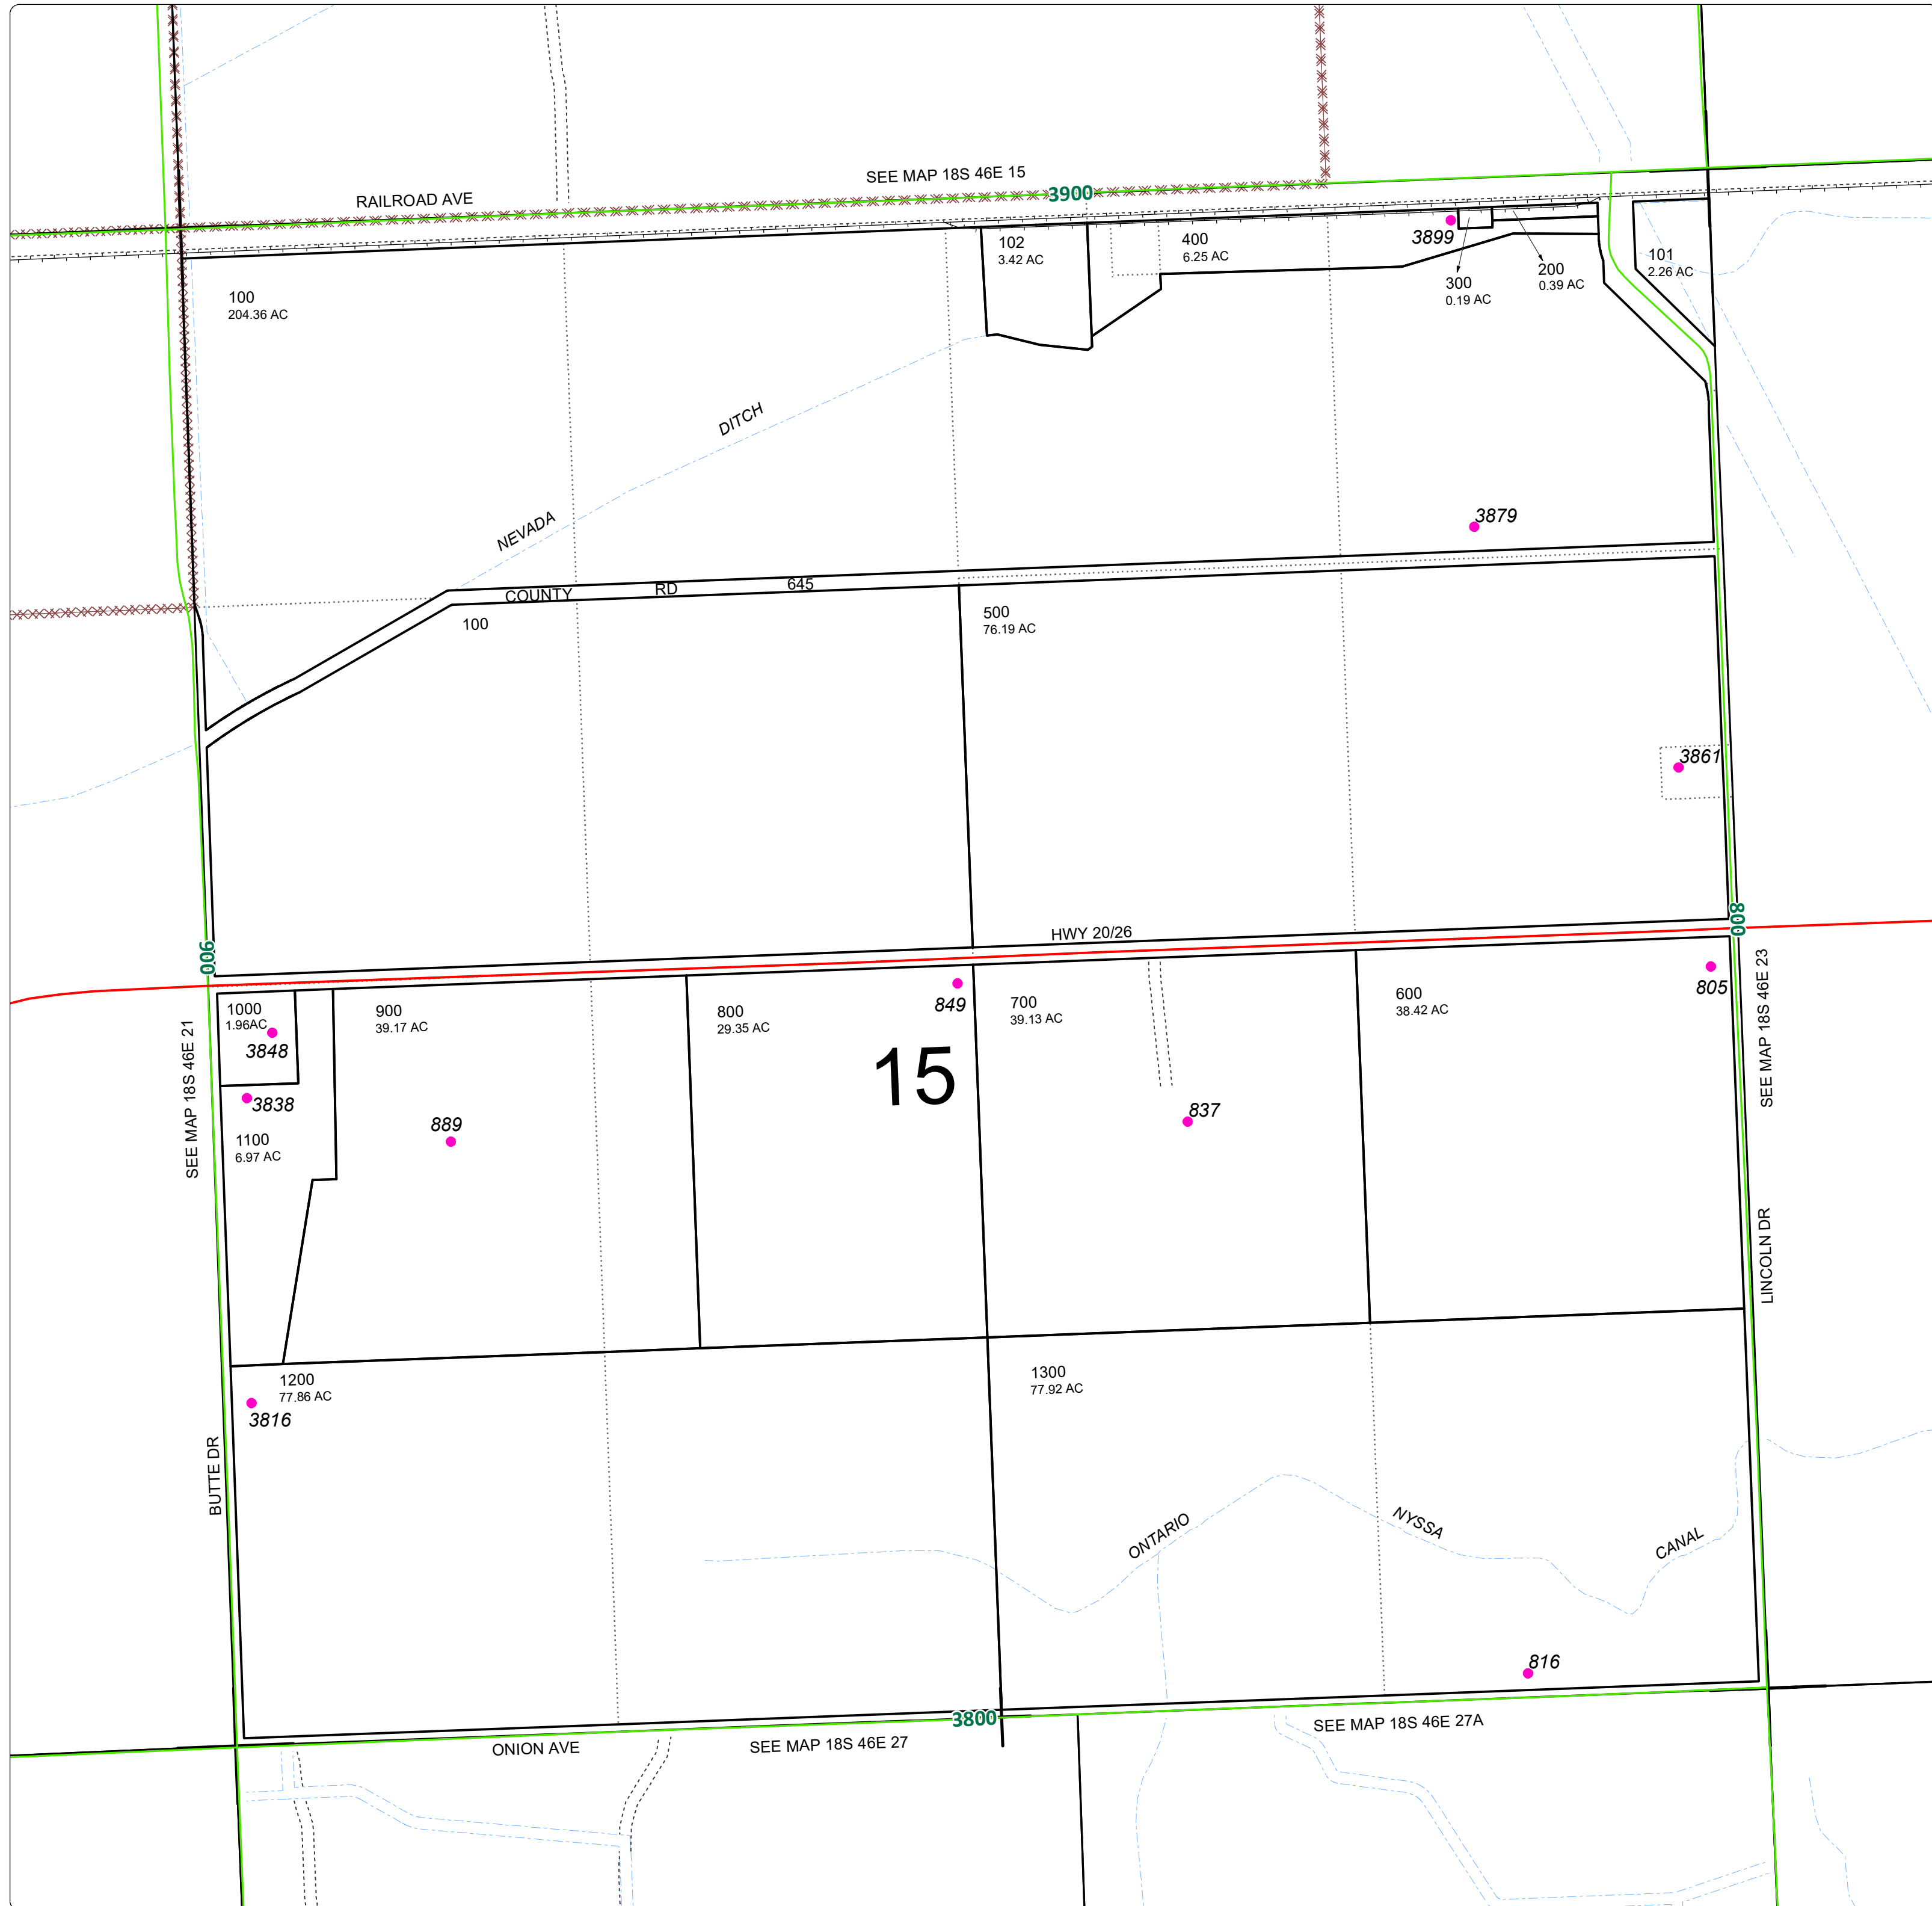 SEE MAP 18S 46E 15
RAILROAD AVE
3900
102
3.42 AC
400
6.25 AC
3899
300
0.19 AC
200
0.39 AC
101
2.26 AC
100
204.36 AC
NEVADA DITCH
3879
COUNTY RD 645
100
500
76.19 AC
3861
HWY 20/26
900
800
1000
1.96AC
3848
3838
1100
6.97 AC
900
39.17 AC
889
800
29.35 AC
849
15
700
39.13 AC
837
600
38.42 AC
805
SEE MAP 18S 46E 21
SEE MAP 18S 46E 23
LINCOLN DR
BUTTE DR
1200
77.86 AC
3816
1300
77.92 AC
ONTARIO NYSSA CANAL
816
3800
ONION AVE
SEE MAP 18S 46E 27
SEE MAP 18S 46E 27A